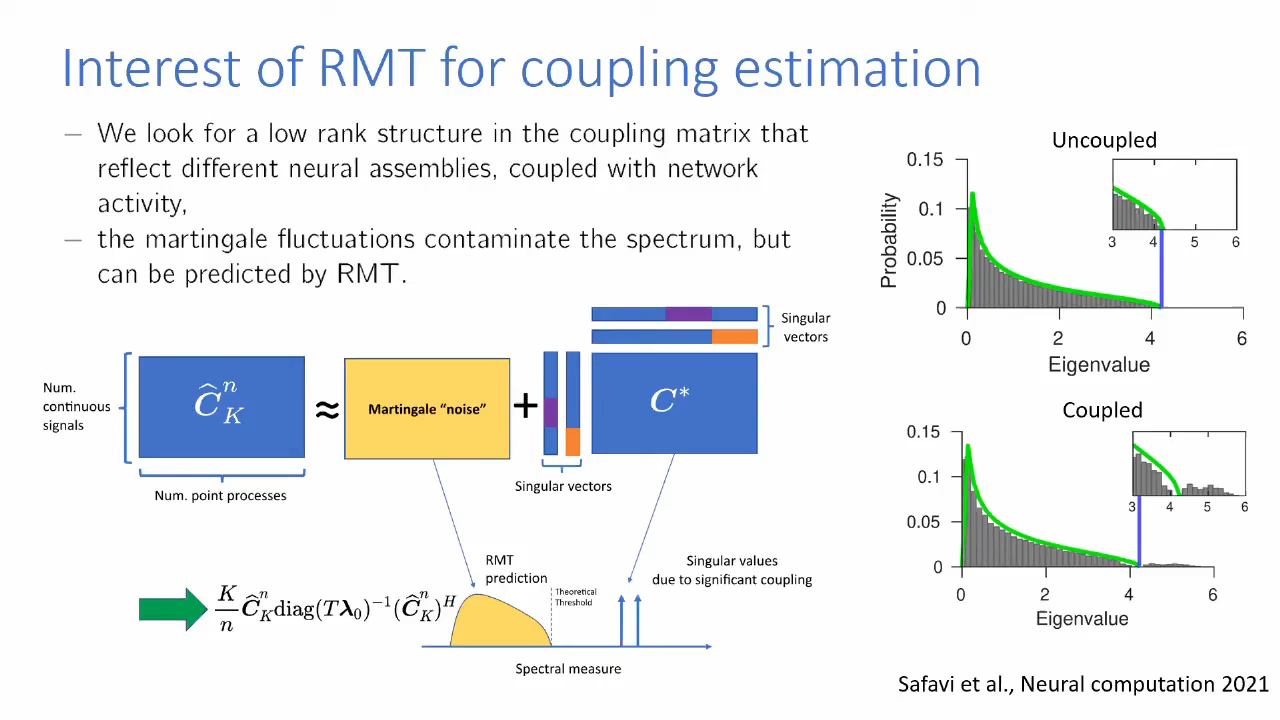 Interest of RMT for coupling estimation
– We look for a low rank structure in the coupling matrix that
reflect different neural assemblies, coupled with network
activity,
– the martingale fluctuations contaminate the spectrum, but
can be predicted by RMT.
Num.
continuous
signals
Ĉ_K^n
Num. point processes
≈
Martingale “noise”
+
Singular vectors
C*
Singular
vectors
K/n Ĉ_K^n diag(Tλ₀)⁻¹(Ĉ_K^n)^H
RMT
prediction
Theoretical
Threshold
Singular values
due to significant coupling
Spectral measure
Uncoupled
Probability
0.15
0.1
0.05
0
0 2 4 6
Eigenvalue
3 4 5 6
Coupled
0.15
0.1
0.05
0
0 2 4 6
Eigenvalue
3 4 5 6
Safavi et al., Neural computation 2021